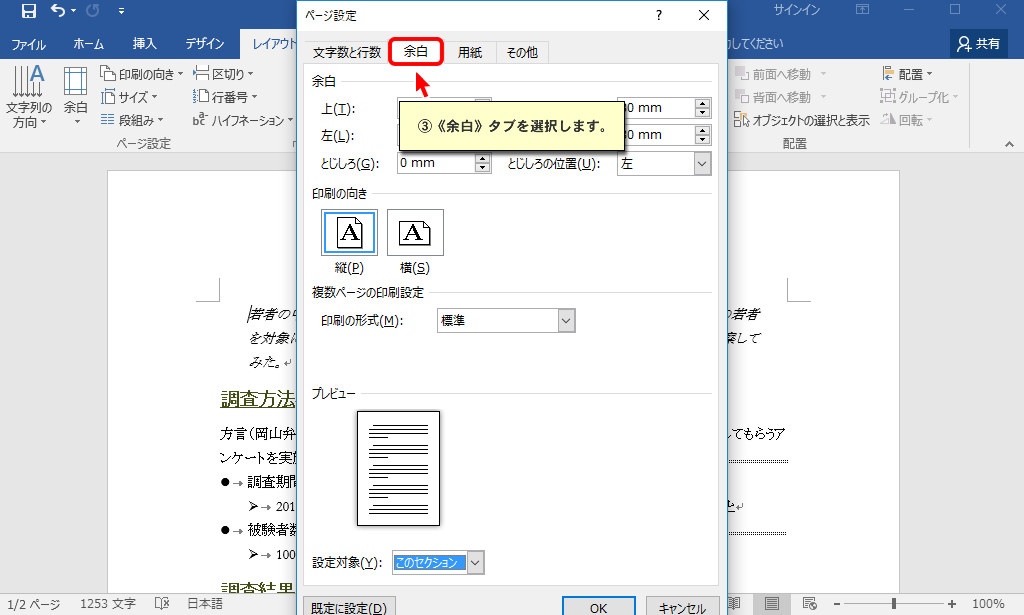 ページ設定
サインイン
ファイル
ホーム
挿入
デザイン
レイアウト
力してください
共有
文字数と行数
余白
用紙
その他
文字列の
方向
余白
印刷の向き
サイズ
段組み
区切り
行番号
ハイフネーション
ページ設定
前面へ移動
背面へ移動
オブジェクトの選択と表示
配置
グループ化
回転
配置
余白
上(T):
0 mm
③《余白》タブを選択します。
左(L):
0 mm
とじしろ(G):
0 mm
とじしろの位置(U):
左
印刷の向き
縦(P)
横(S)
複数ページの印刷設定
印刷の形式(M):
標準
若者の
の若者
を対象に
察して
みた。
プレビュー
調査方法
方言（岡山弁
してもらうア
ンケートを実施
調査期間
201
た
被験者数
100
設定対象(Y):
このセクション
調査結果
既定に設定(D)
OK
キャンセル
1/2 ページ
1253 文字
日本語
100%